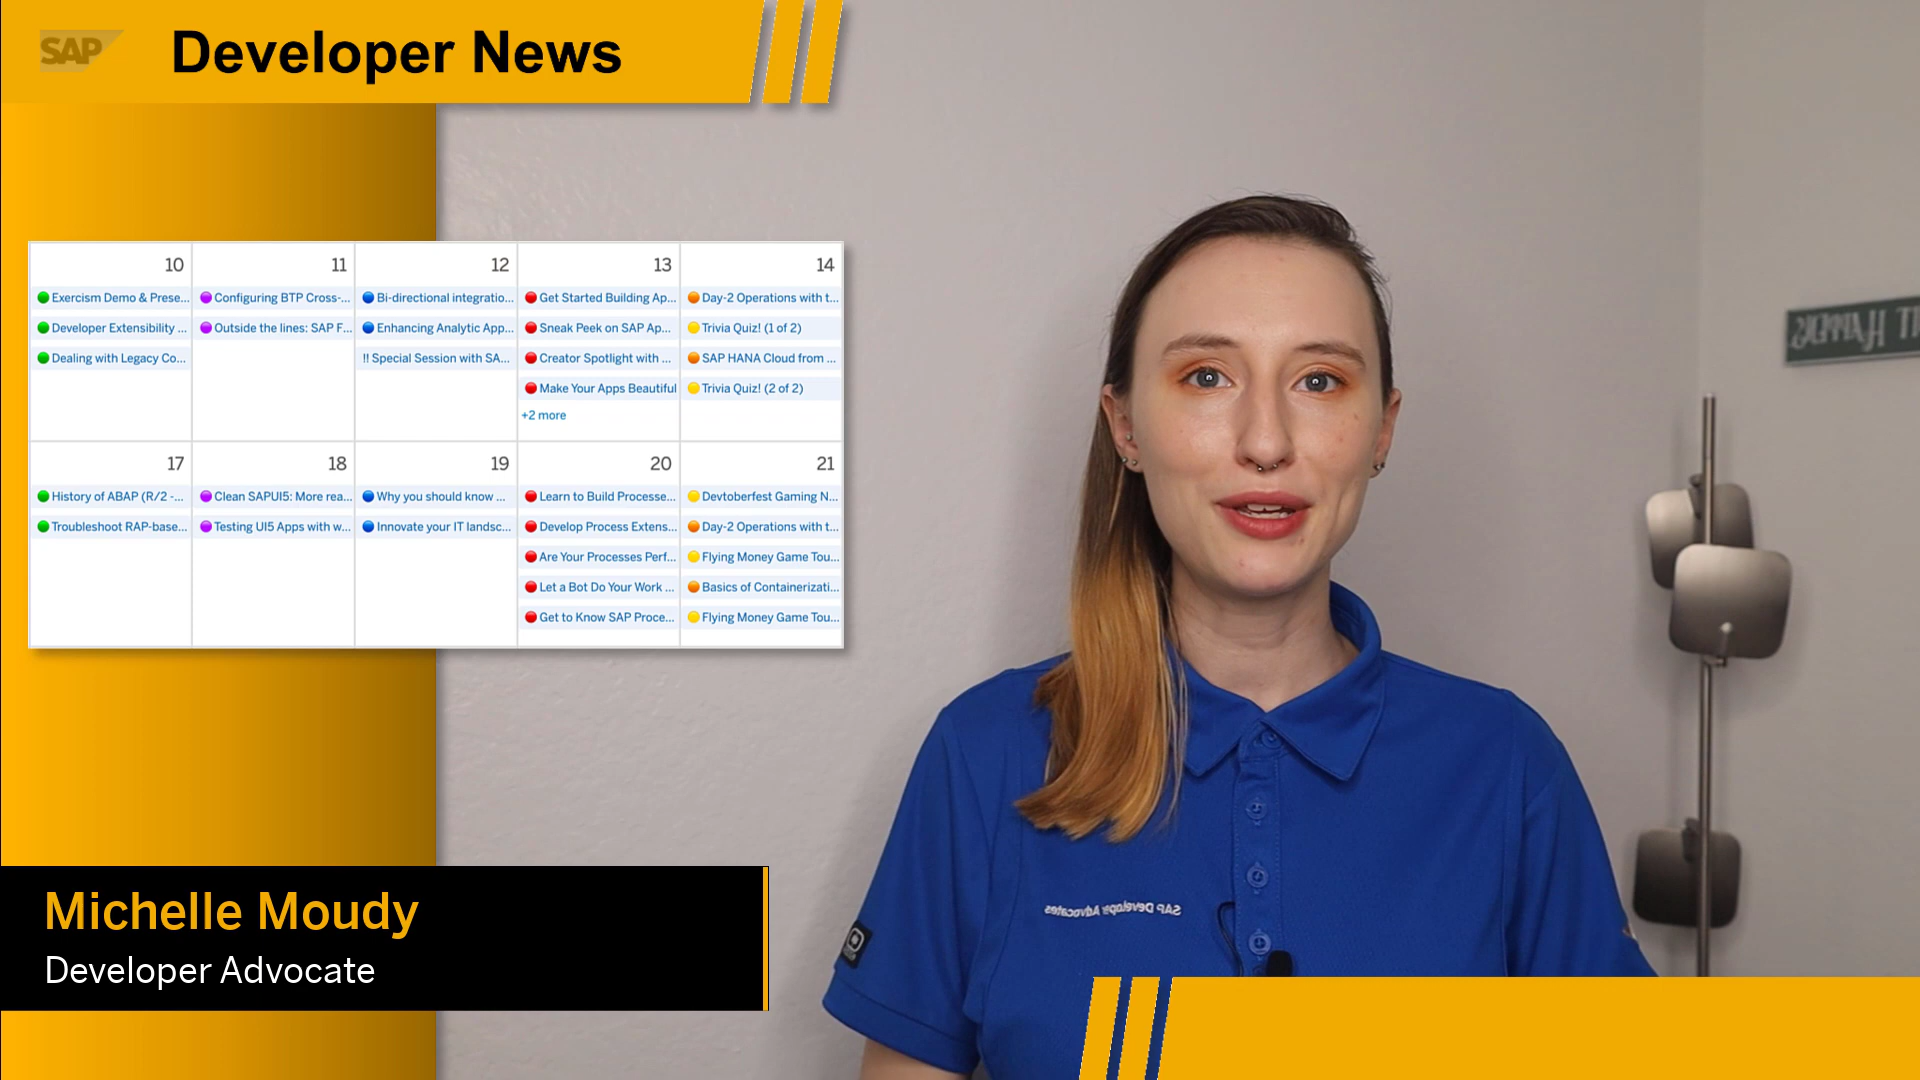 SAP
Developer News
10
11
12
13
14
Exercism Demo & Prese...
Configuring BTP Cross-...
Bi-directional integratio...
Get Started Building Ap...
Day-2 Operations with t...
Developer Extensibility ...
Outside the lines: SAP F...
Enhancing Analytic App...
Sneak Peek on SAP Ap...
Trivia Quiz! (1 of 2)
Dealing with Legacy Co...
!! Special Session with SA...
Creator Spotlight with ...
SAP HANA Cloud from ...
Make Your Apps Beautiful
Trivia Quiz! (2 of 2)
+2 more
17
18
19
20
21
History of ABAP (R/2 -...
Clean SAPUI5: More rea...
Why you should know ...
Learn to Build Processe...
Devtoberfest Gaming N...
Troubleshoot RAP-base...
Testing UI5 Apps with w...
Innovate your IT landsc...
Develop Process Extens...
Day-2 Operations with t...
Are Your Processes Perf...
Flying Money Game Tou...
Let a Bot Do Your Work ...
Basics of Containerizati...
Get to Know SAP Proce...
Flying Money Game Tou...
Michelle Moudy
Developer Advocate
SAP Developer Advocates